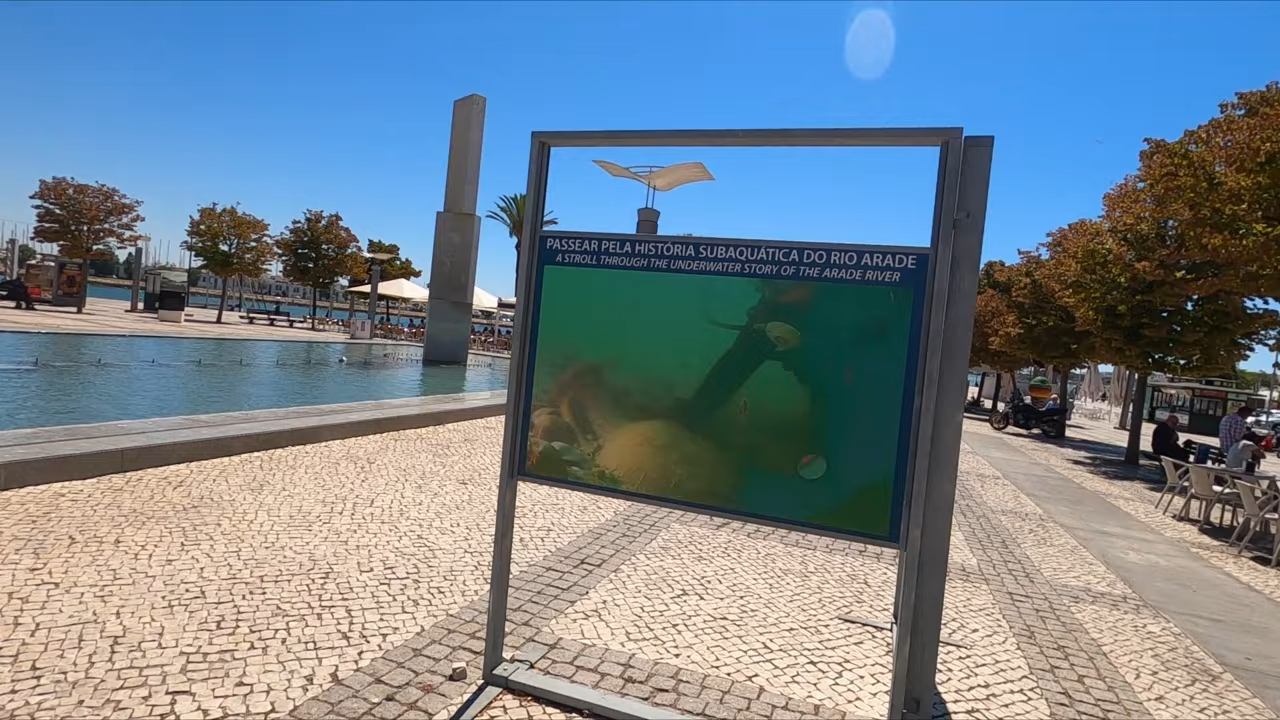 PASSEAR PELA HISTÓRIA SUBAQUÁTICA DO RIO ARADE
A STROLL THROUGH THE UNDERWATER STORY OF THE ARADE RIVER